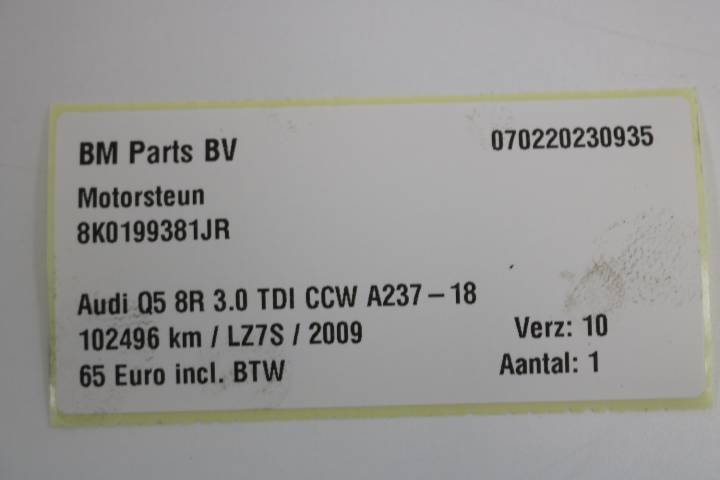 BM Parts BV 070220230935
Motorsteun
8K0199381JR
Audi Q5 8R 3.0 TDI CCW A237-18
102496 km / LZ7S / 2009 Verz: 10
65 Euro incl. BTW Aantal: 1